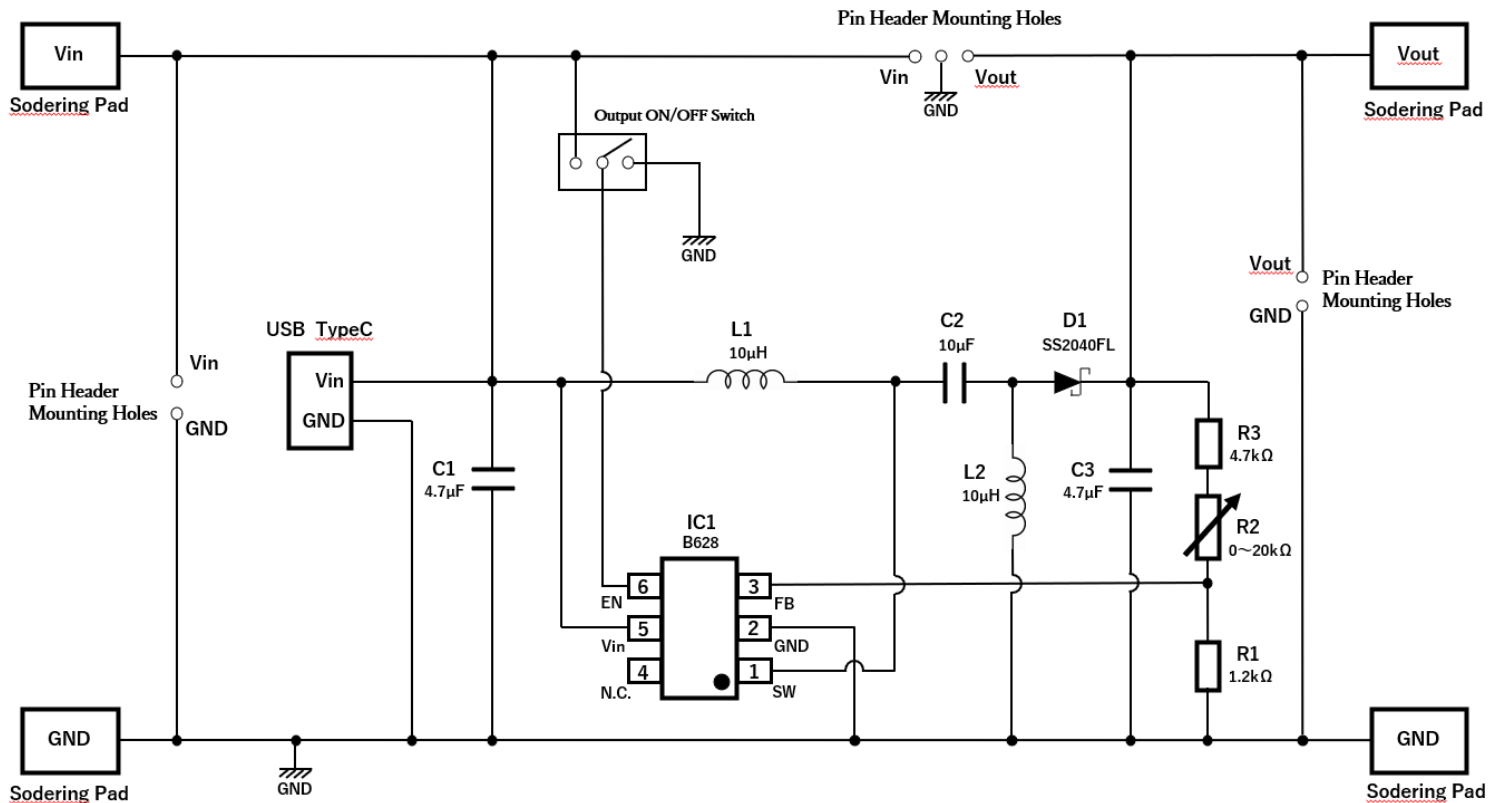 Pin Header Mounting Holes
Vin
Vout
Vin
Vout
Sodering Pad
GND
Sodering Pad
Output ON/OFF Switch
GND
Vout
Pin Header
Mounting Holes
GND
USB TypeC
L1
10μH
C2
10μF
D1
SS2040FL
Vin
Vin
Pin Header
Mounting Holes
GND
GND
R3
4.7kΩ
C1
4.7μF
L2
10μH
C3
4.7μF
R2
0～20kΩ
IC1
B628
6
3
EN
FB
5
2
Vin
GND
4
1
N.C.
SW
R1
1.2kΩ
GND
GND
Sodering Pad
GND
Sodering Pad